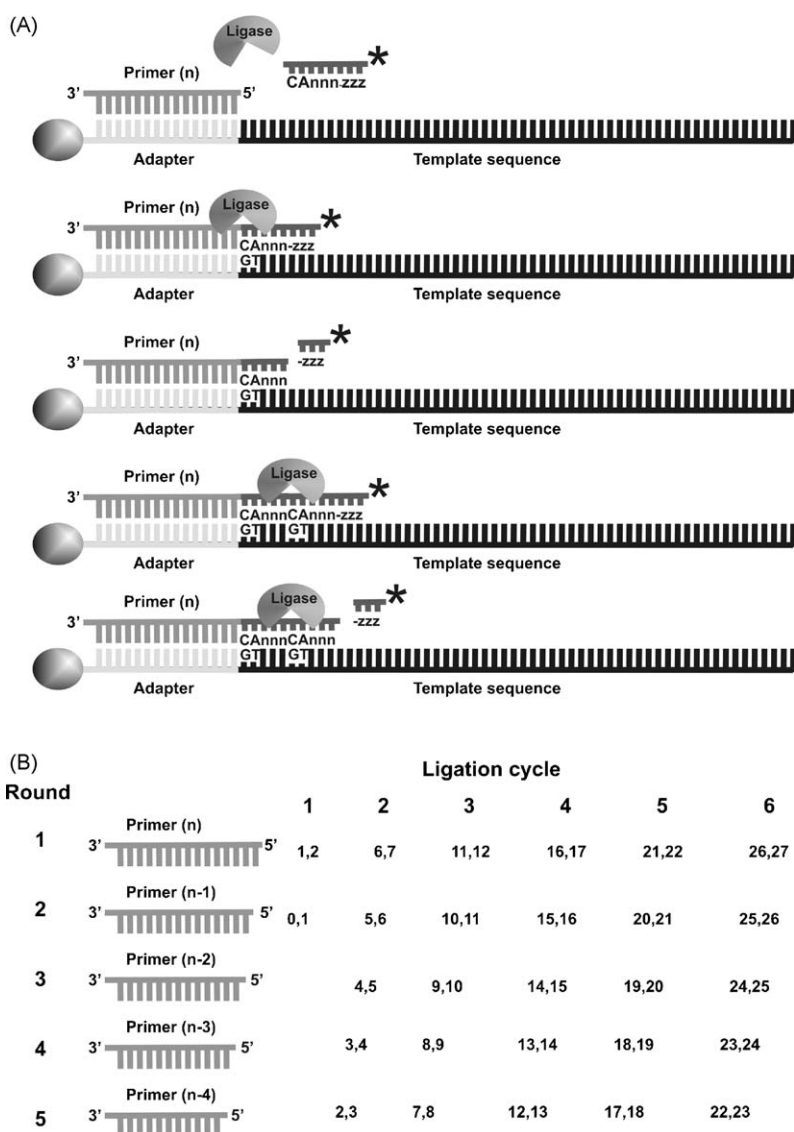 (A)
Ligase
*
CAnnn-zzz
Primer (n)
3’ 5’
Adapter Template sequence
Primer (n) Ligase
3’ *
CAnnn-zzz
GT
Adapter Template sequence
Primer (n) *
3’ -zzz
CAnnn
GT
Adapter Template sequence
Primer (n) Ligase
3’ *
CAnnnCAnnn-zzz
GT GT
Adapter Template sequence
Primer (n) Ligase *
3’ -zzz
CAnnnCAnnn
GT GT
Adapter Template sequence
(B)
Ligation cycle
Round
1 2 3 4 5 6
Primer (n)
1 3’ 5’ 1,2 6,7 11,12 16,17 21,22 26,27
Primer (n-1)
2 3’ 5’ 0,1 5,6 10,11 15,16 20,21 25,26
Primer (n-2)
3 3’ 5’ 4,5 9,10 14,15 19,20 24,25
Primer (n-3)
4 3’ 5’ 3,4 8,9 13,14 18,19 23,24
Primer (n-4)
5 3’ 5’ 2,3 7,8 12,13 17,18 22,23